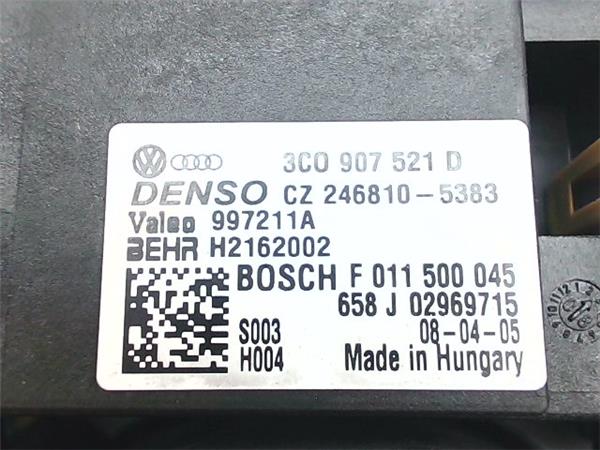 3C0 907 521 D
DENSO CZ 246810-5383
Valeo 997211A
BEHR H2162002
BOSCH F 011 500 045
658 J 02969715
S003 08-04-05
H004 Made in Hungary